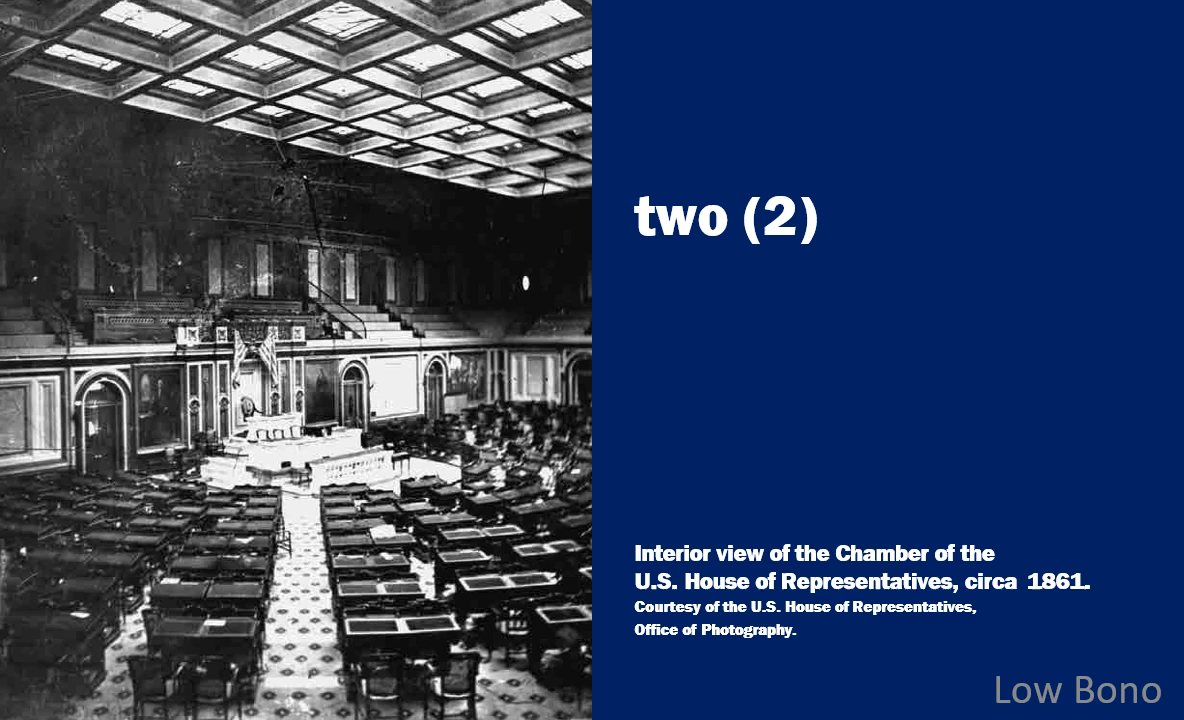 two (2)
Interior view of the Chamber of the
U.S. House of Representatives, circa 1861.
Courtesy of the U.S. House of Representatives,
Office of Photography.
Low Bono